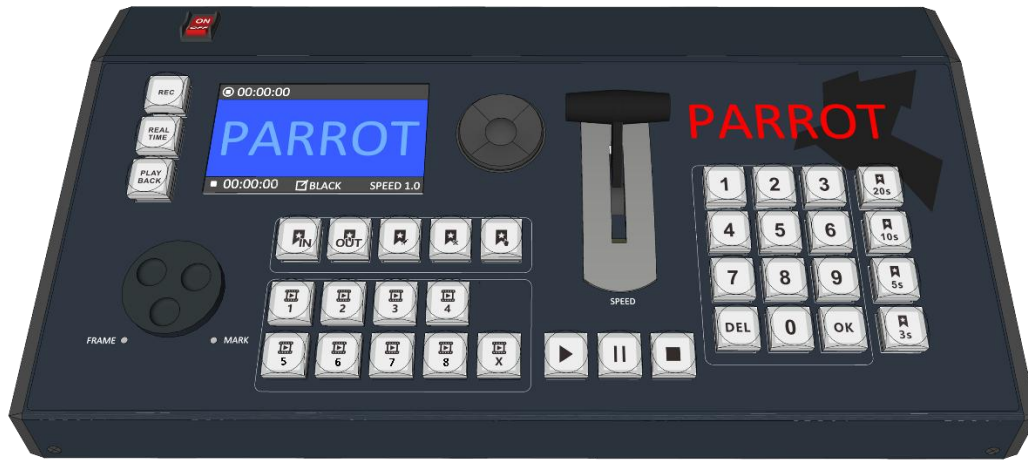 ON
OFF
REC
REAL
TIME
PLAY
BACK
00:00:00
PARROT
00:00:00 BLACK SPEED 1.0
PARROT
1 2 3 20s
4 5 6 10s
7 8 9 5s
DEL 0 OK 3s
IN OUT
1 2 3 4
5 6 7 8 X
SPEED
FRAME MARK